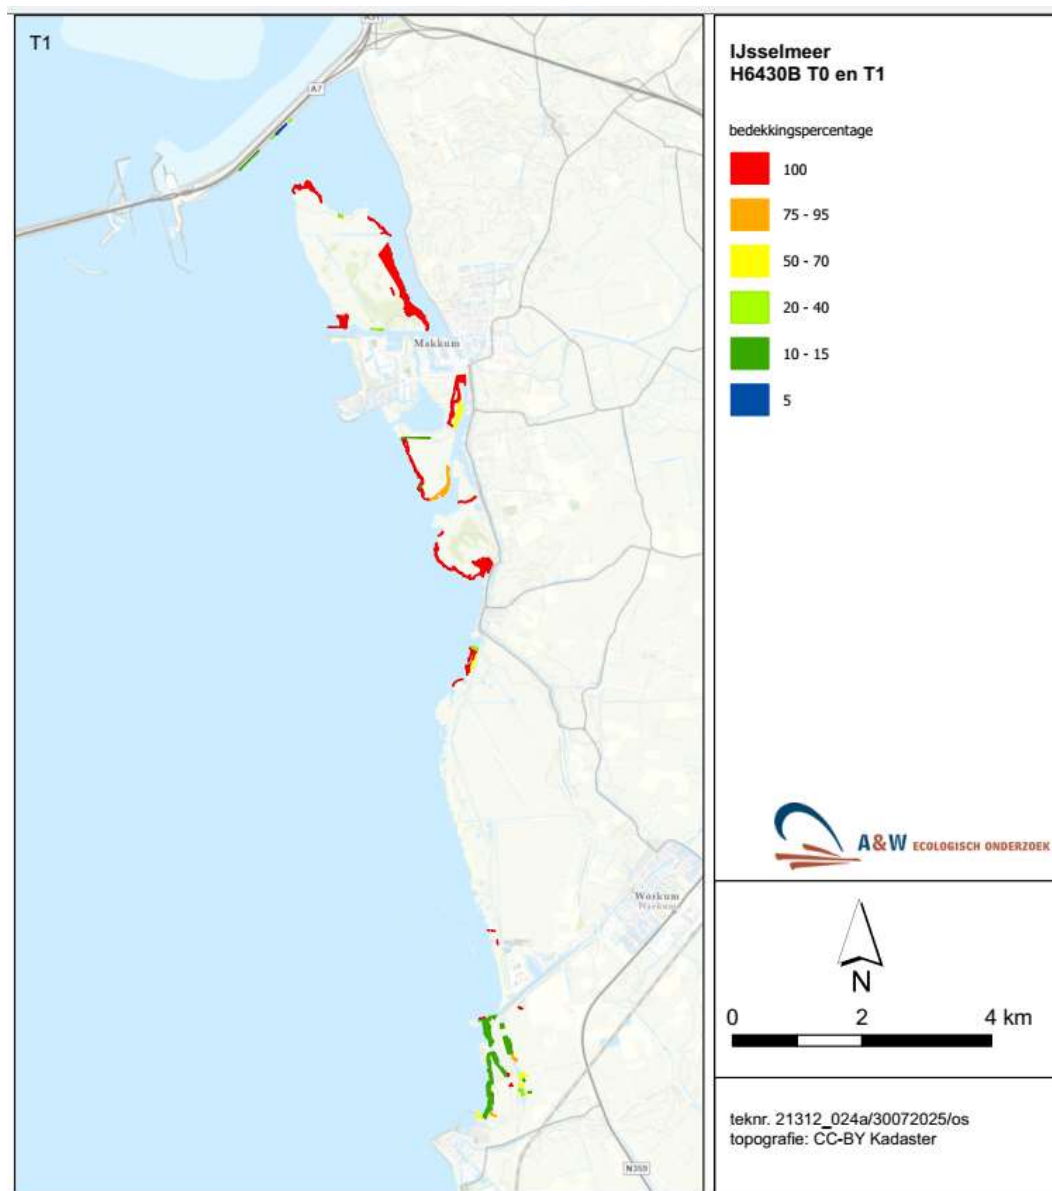 T1
A31
A7
Makkum
Workum
N359
IJsselmeer
H6430B T0 en T1
bedekkingspercentage
100
75 - 95
50 - 70
20 - 40
10 - 15
5
A&W ECOLOGISCH ONDERZOEK
N
0 2 4 km
teknr. 21312_024a/30072025/os
topografie: CC-BY Kadaster